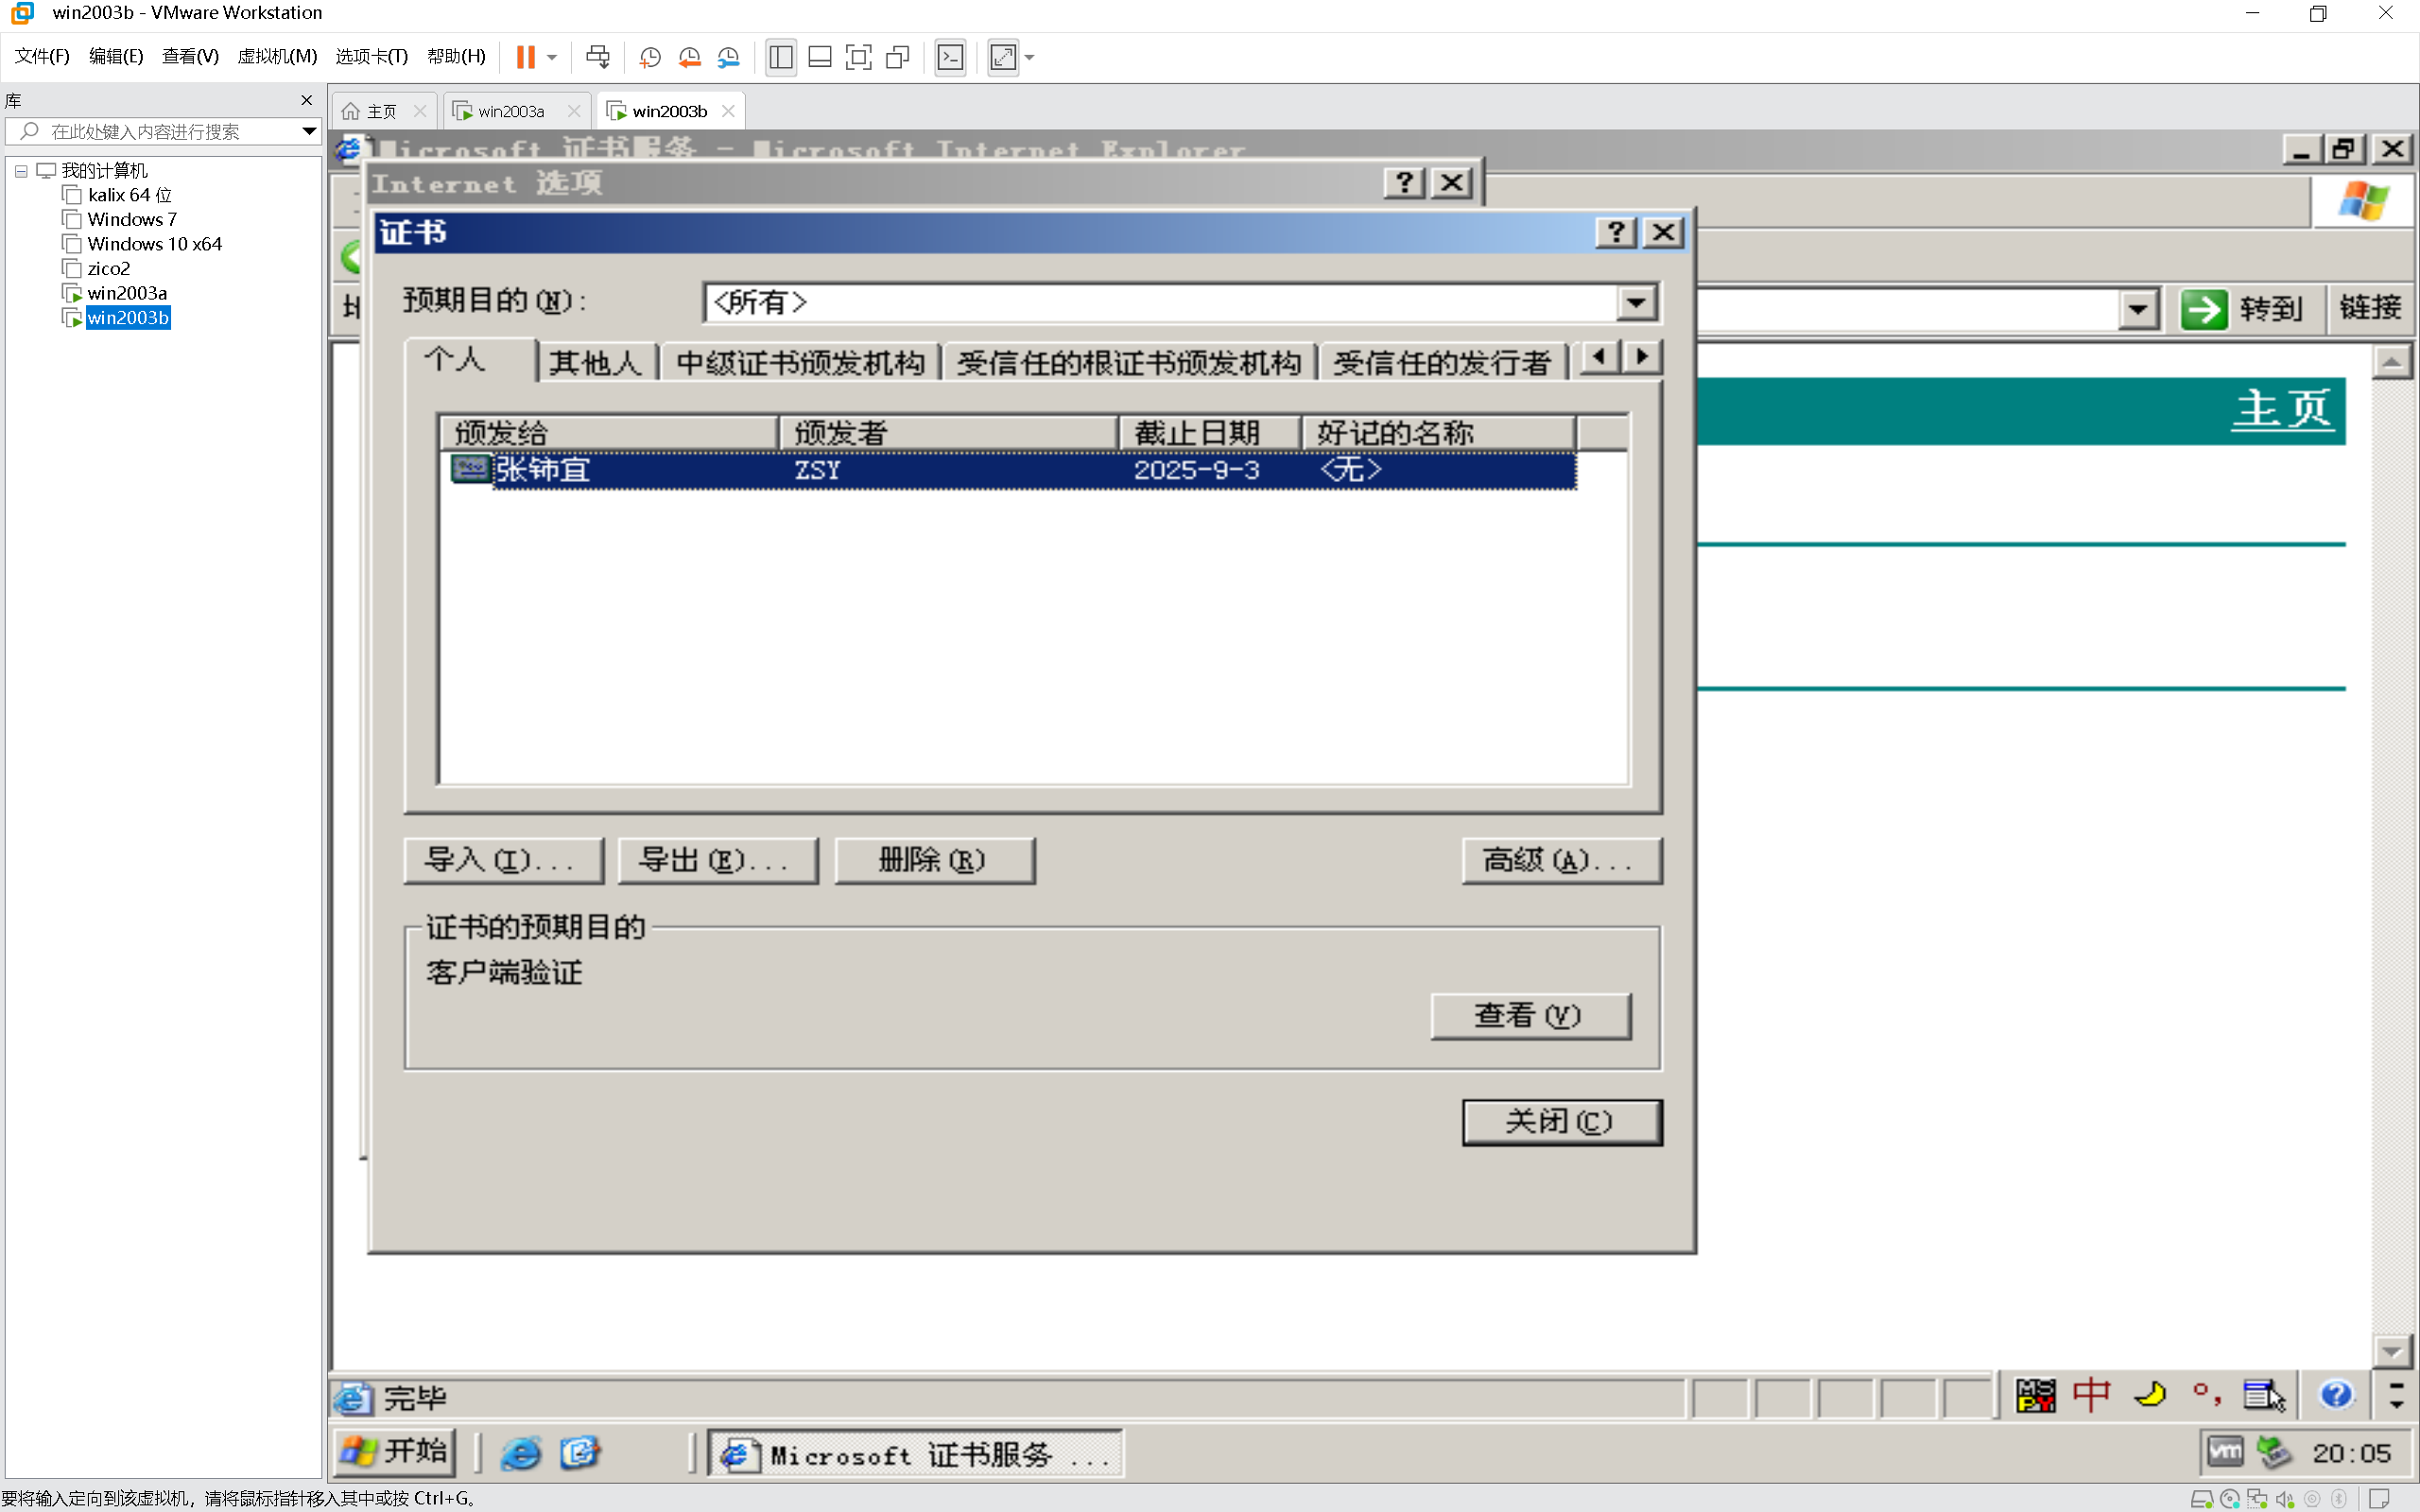 win2003b - VMware Workstation
文件(F) 编辑(E) 查看(V) 虚拟机(M) 选项卡(T) 帮助(H)
库
在此处键入内容进行搜索
我的计算机
kalix 64 位
Windows 7
Windows 10 x64
zico2
win2003a
win2003b
主页 win2003a win2003b
Microsoft 证书服务 - Microsoft Internet Explorer
Internet 选项
证书
转到 链接
预期目的(N): <所有>
个人 其他人 中级证书颁发机构 受信任的根证书颁发机构 受信任的发行者
主页
颁发给 颁发者 截止日期 好记的名称
张铈宜 ZSY 2025-9-3 <无>
导入(I)... 导出(E)... 删除(R) 高级(A)...
证书的预期目的
客户端验证
查看(V)
关闭(C)
完毕
中
开始 Microsoft 证书服务 ... 20:05
要将输入定向到该虚拟机，请将鼠标指针移入其中或按 Ctrl+G。